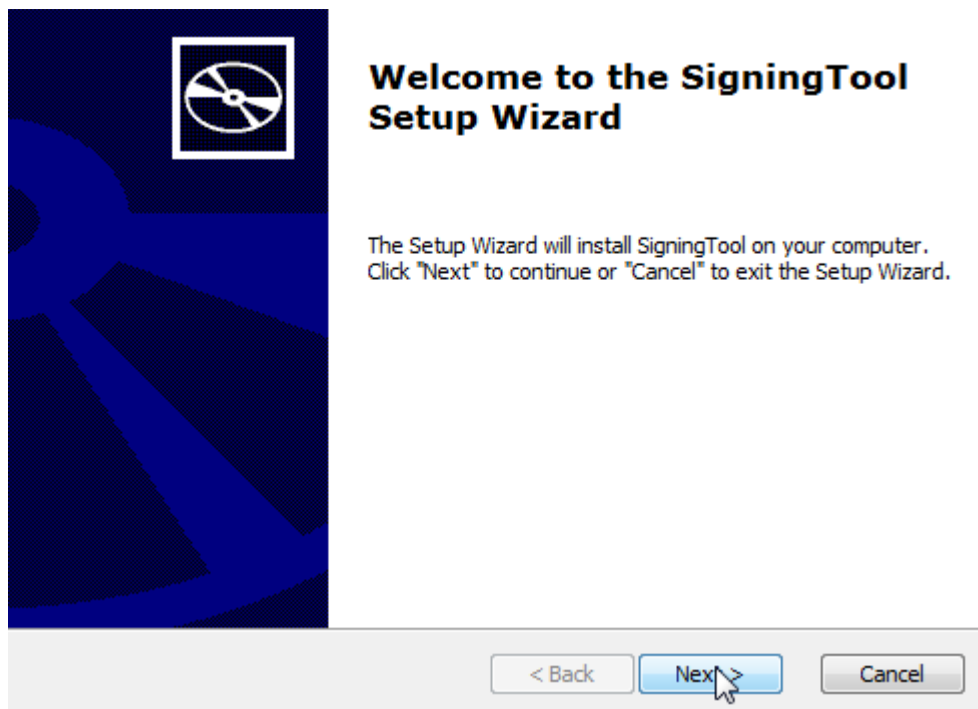 Welcome to the SigningTool
Setup Wizard
The Setup Wizard will install SigningTool on your computer.
Click "Next" to continue or "Cancel" to exit the Setup Wizard.
< Back
Next >
Cancel